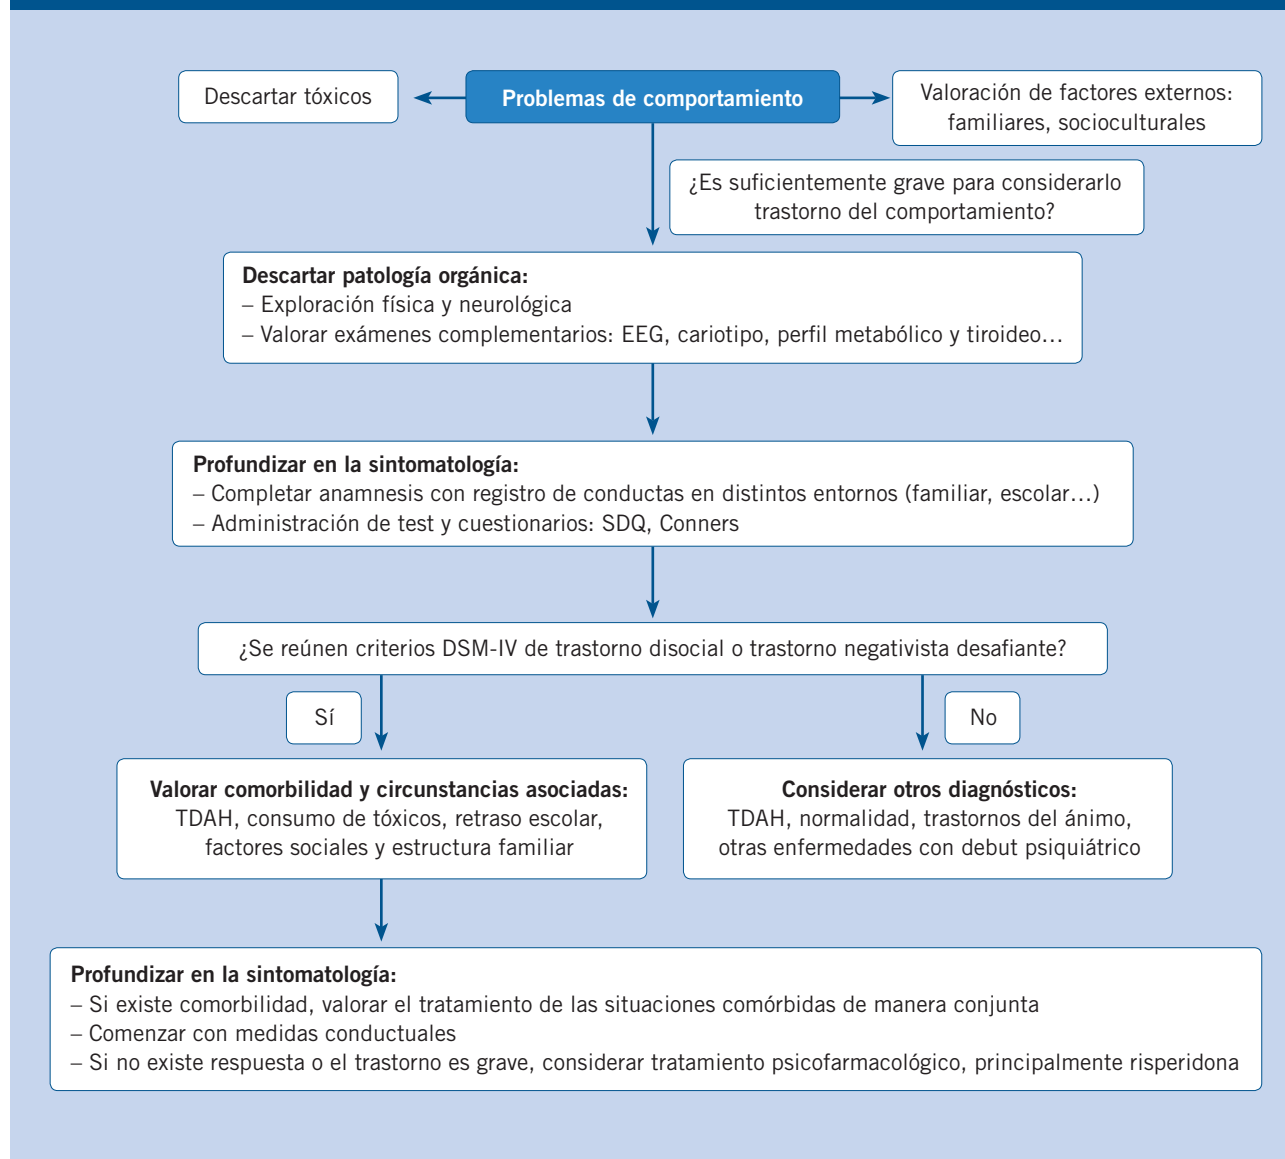 Descartar tóxicos
Problemas de comportamiento
Valoración de factores externos:
familiares, socioculturales
¿Es suficientemente grave para considerarlo
trastorno del comportamiento?
Descartar patología orgánica:
– Exploración física y neurológica
– Valorar exámenes complementarios: EEG, cariotipo, perfil metabólico y tiroideo…
Profundizar en la sintomatología:
– Completar anamnesis con registro de conductas en distintos entornos (familiar, escolar…)
– Administración de test y cuestionarios: SDQ, Conners
¿Se reúnen criterios DSM-IV de trastorno disocial o trastorno negativista desafiante?
Sí
No
Valorar comorbilidad y circunstancias asociadas:
TDAH, consumo de tóxicos, retraso escolar,
factores sociales y estructura familiar
Considerar otros diagnósticos:
TDAH, normalidad, trastornos del ánimo,
otras enfermedades con debut psiquiátrico
Profundizar en la sintomatología:
– Si existe comorbilidad, valorar el tratamiento de las situaciones comórbidas de manera conjunta
– Comenzar con medidas conductuales
– Si no existe respuesta o el trastorno es grave, considerar tratamiento psicofarmacológico, principalmente risperidona